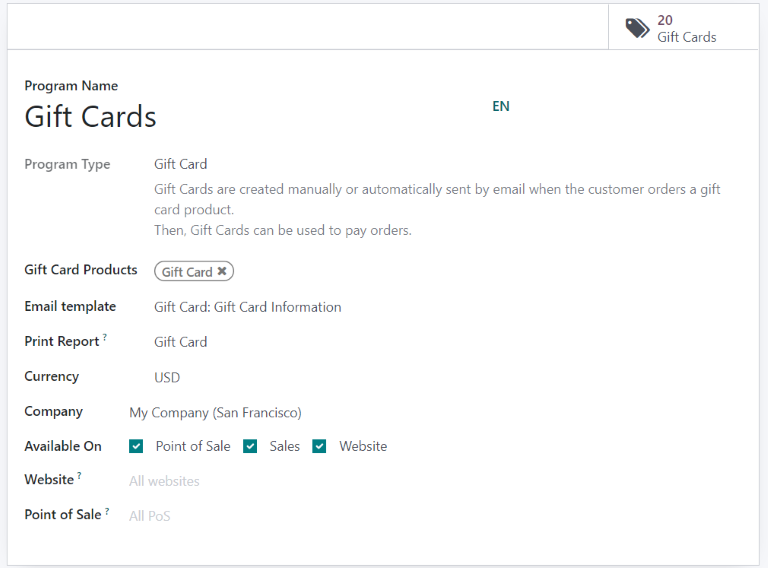 20
Gift Cards
Program Name
Gift Cards
EN
Program Type Gift Card
Gift Cards are created manually or automatically sent by email when the customer orders a gift
card product.
Then, Gift Cards can be used to pay orders.
Gift Card Products Gift Card ✖
Email template Gift Card: Gift Card Information
Print Report ? Gift Card
Currency USD
Company My Company (San Francisco)
Available On Point of Sale Sales Website
Website ? All websites
Point of Sale ? All PoS